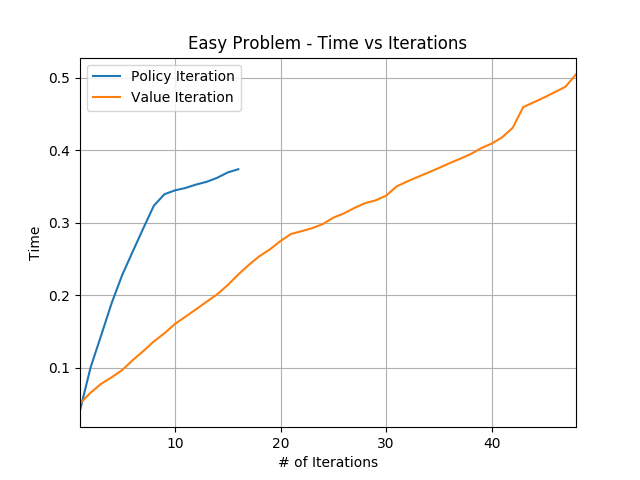 Easy Problem - Time vs Iterations
Policy Iteration
Value Iteration
Time
0.5
0.4
0.3
0.2
0.1
10
20
30
40
# of Iterations